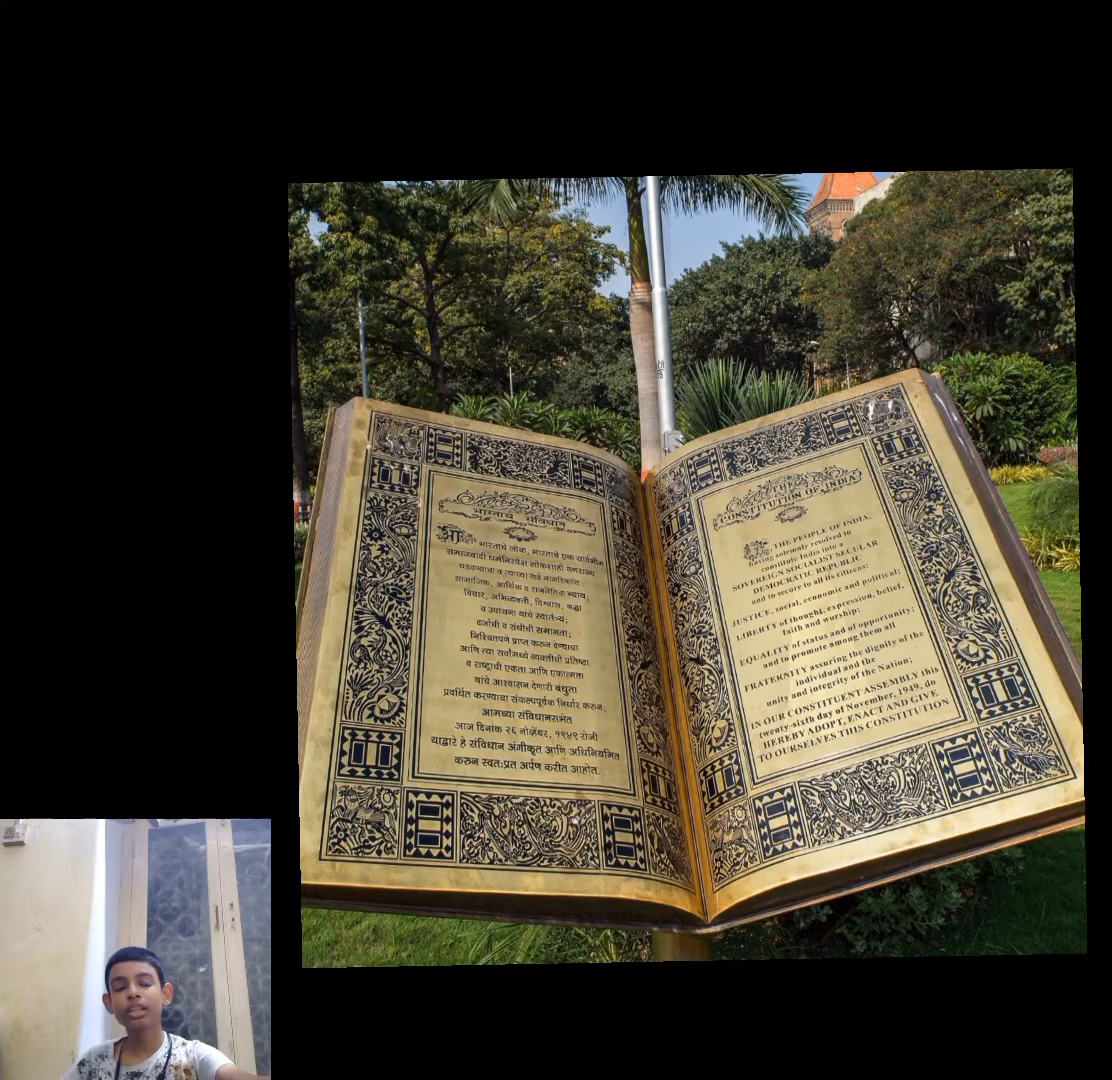 भारताचे संविधान
आम्ही भारताचे लोक, भारताचे एक सार्वभौम
समाजवादी धर्मनिरपेक्ष लोकशाही गणराज्य
घडवण्याचा व त्याच्या सर्व नागरिकांस
सामाजिक, आर्थिक व राजनैतिक न्याय,
विचार, अभिव्यक्ती, विश्वास, श्रद्धा
व उपासना यांचे स्वातंत्र्य;
दर्जाची व संधीची समानता;
निश्चितपणे प्राप्त करुन देण्याचा
आणि त्या सर्वांमध्ये व्यक्तीची प्रतिष्ठा
व राष्ट्राची एकता आणि एकात्मता
यांचे आश्वासन देणारी बंधुता
प्रवर्धित करण्याचा संकल्पपूर्वक निर्धार करुन;
आमच्या संविधानसभेत
आज दिनांक २६ नोव्हेंबर, १९४९ रोजी
याद्वारे हे संविधान अंगीकृत आणि अधिनियमित
करुन स्वतःप्रत अर्पण करीत आहोत.
THE
CONSTITUTION OF INDIA
THE PEOPLE OF INDIA,
having solemnly resolved to
constitute India into a
SOVEREIGN SOCIALIST SECULAR
DEMOCRATIC REPUBLIC
and to secure to all its citizens:
JUSTICE, social, economic and political;
LIBERTY of thought, expression, belief,
faith and worship;
EQUALITY of status and of opportunity;
and to promote among them all
FRATERNITY assuring the dignity of the
individual and the
unity and integrity of the Nation;
IN OUR CONSTITUENT ASSEMBLY this
twenty-sixth day of November, 1949, do
HEREBY ADOPT, ENACT AND GIVE
TO OURSELVES THIS CONSTITUTION